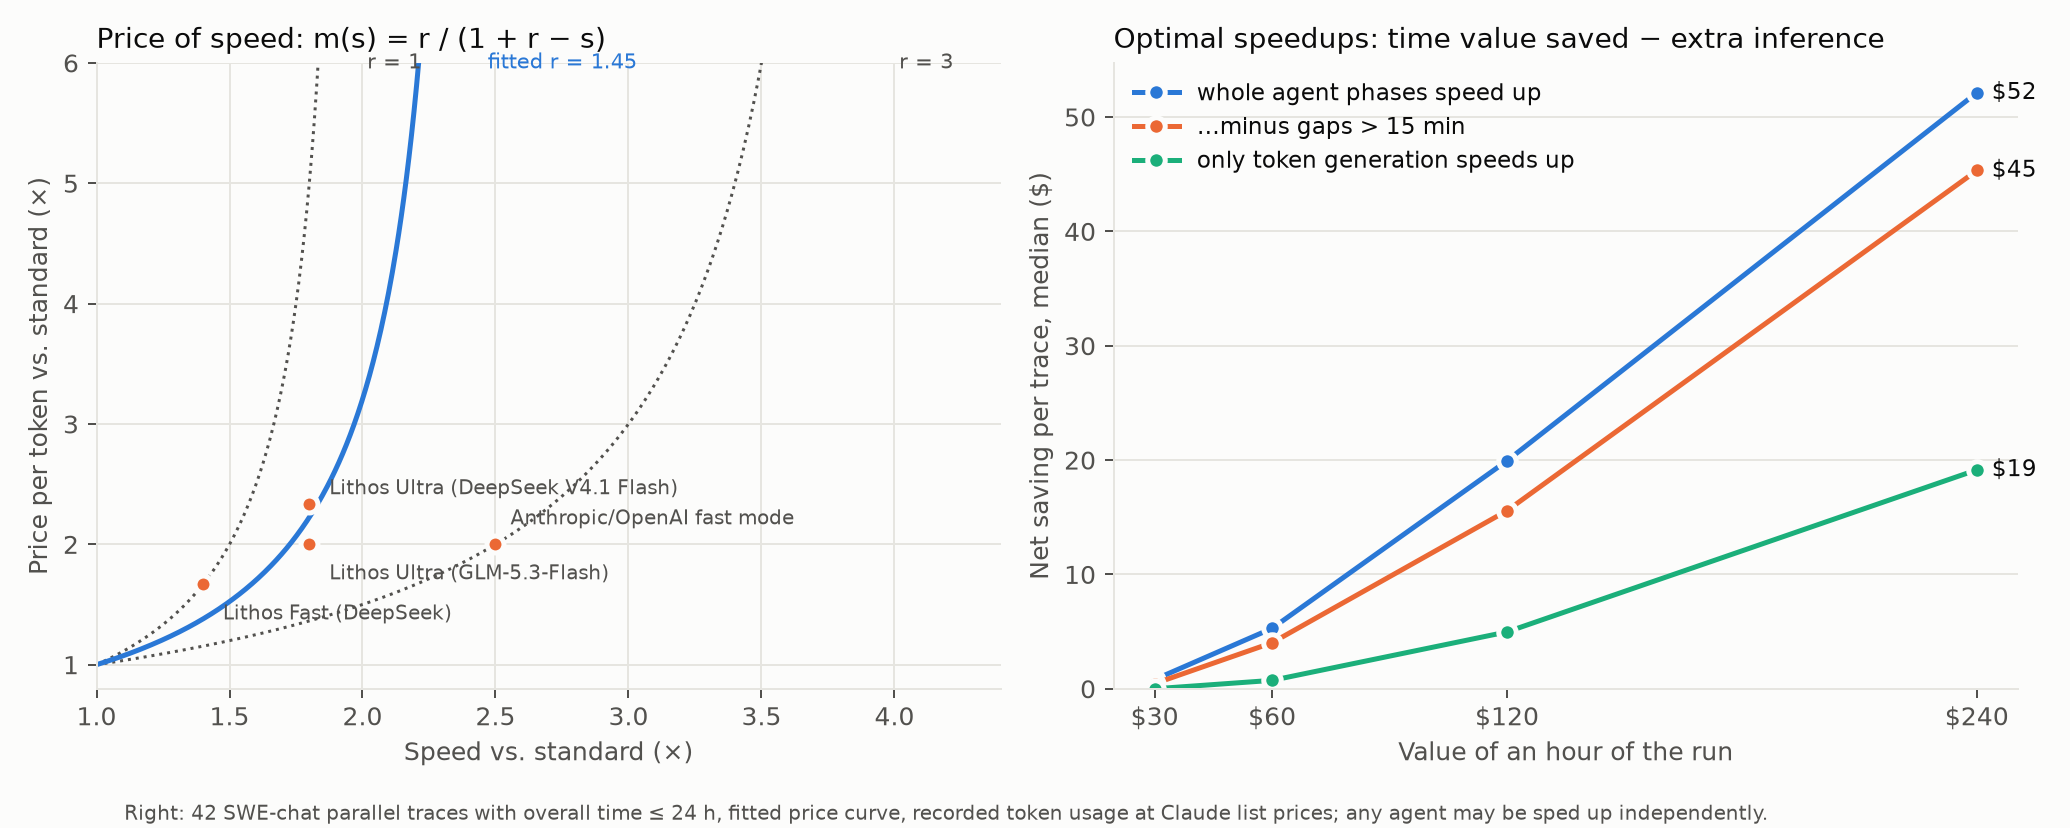 Price of speed: m(s) = r / (1 + r − s)
r = 1
fitted r = 1.45
r = 3
Price per token vs. standard (×)
6
5
4
3
2
1
Lithos Ultra (DeepSeek V4.1 Flash)
Anthropic/OpenAI fast mode
Lithos Ultra (GLM-5.3-Flash)
Lithos Fast (DeepSeek)
1.0 1.5 2.0 2.5 3.0 3.5 4.0
Speed vs. standard (×)
Optimal speedups: time value saved − extra inference
whole agent phases speed up
...minus gaps > 15 min
only token generation speeds up
Net saving per trace, median ($)
50
40
30
20
10
0
$52
$45
$19
$30 $60 $120 $240
Value of an hour of the run
Right: 42 SWE-chat parallel traces with overall time ≤ 24 h, fitted price curve, recorded token usage at Claude list prices; any agent may be sped up independently.